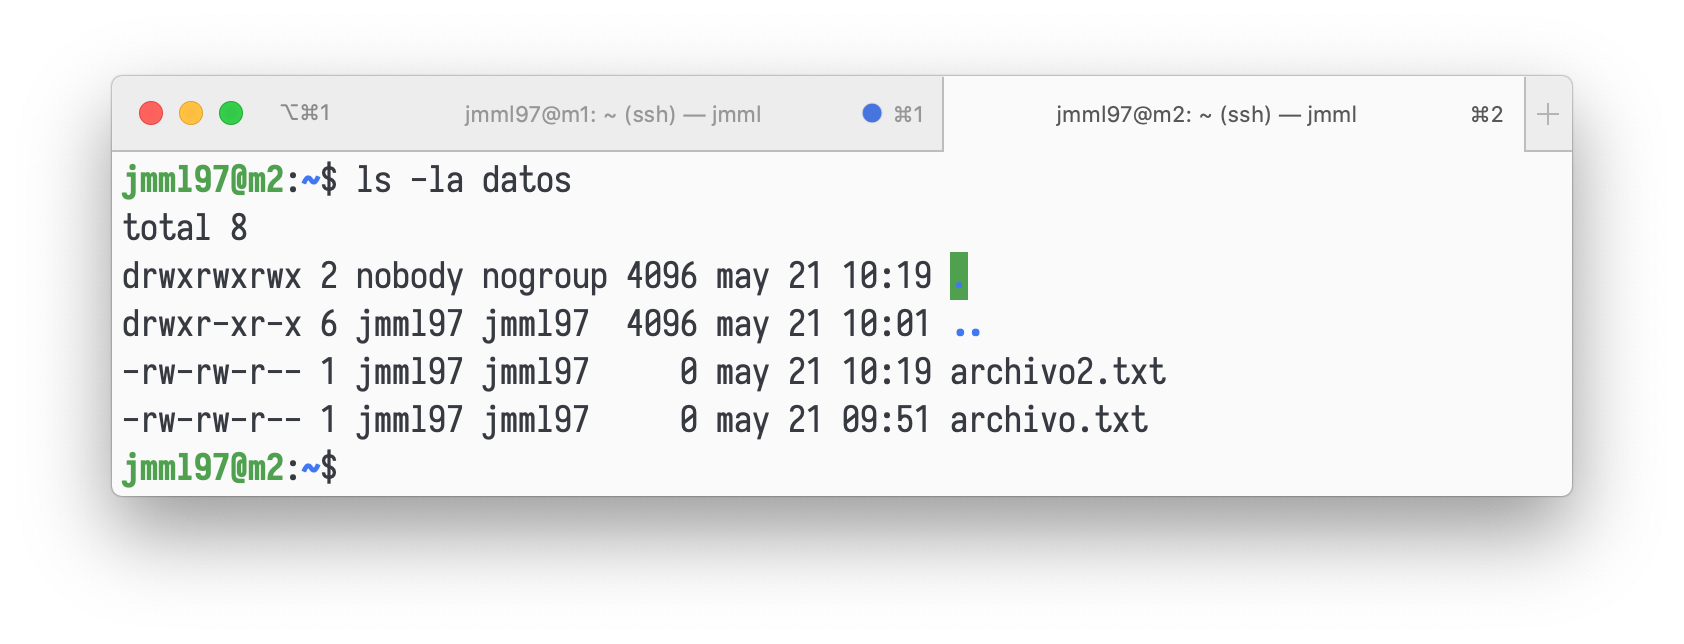 ⌥⌘1 jmml97@m1: ~ (ssh) — jmml ⌘1 jmml97@m2: ~ (ssh) — jmml ⌘2 +
jmml97@m2:~$ ls -la datos
total 8
drwxrwxrwx 2 nobody nogroup 4096 may 21 10:19 .
drwxr-xr-x 6 jmml97 jmml97  4096 may 21 10:01 ..
-rw-rw-r-- 1 jmml97 jmml97     0 may 21 10:19 archivo2.txt
-rw-rw-r-- 1 jmml97 jmml97     0 may 21 09:51 archivo.txt
jmml97@m2:~$